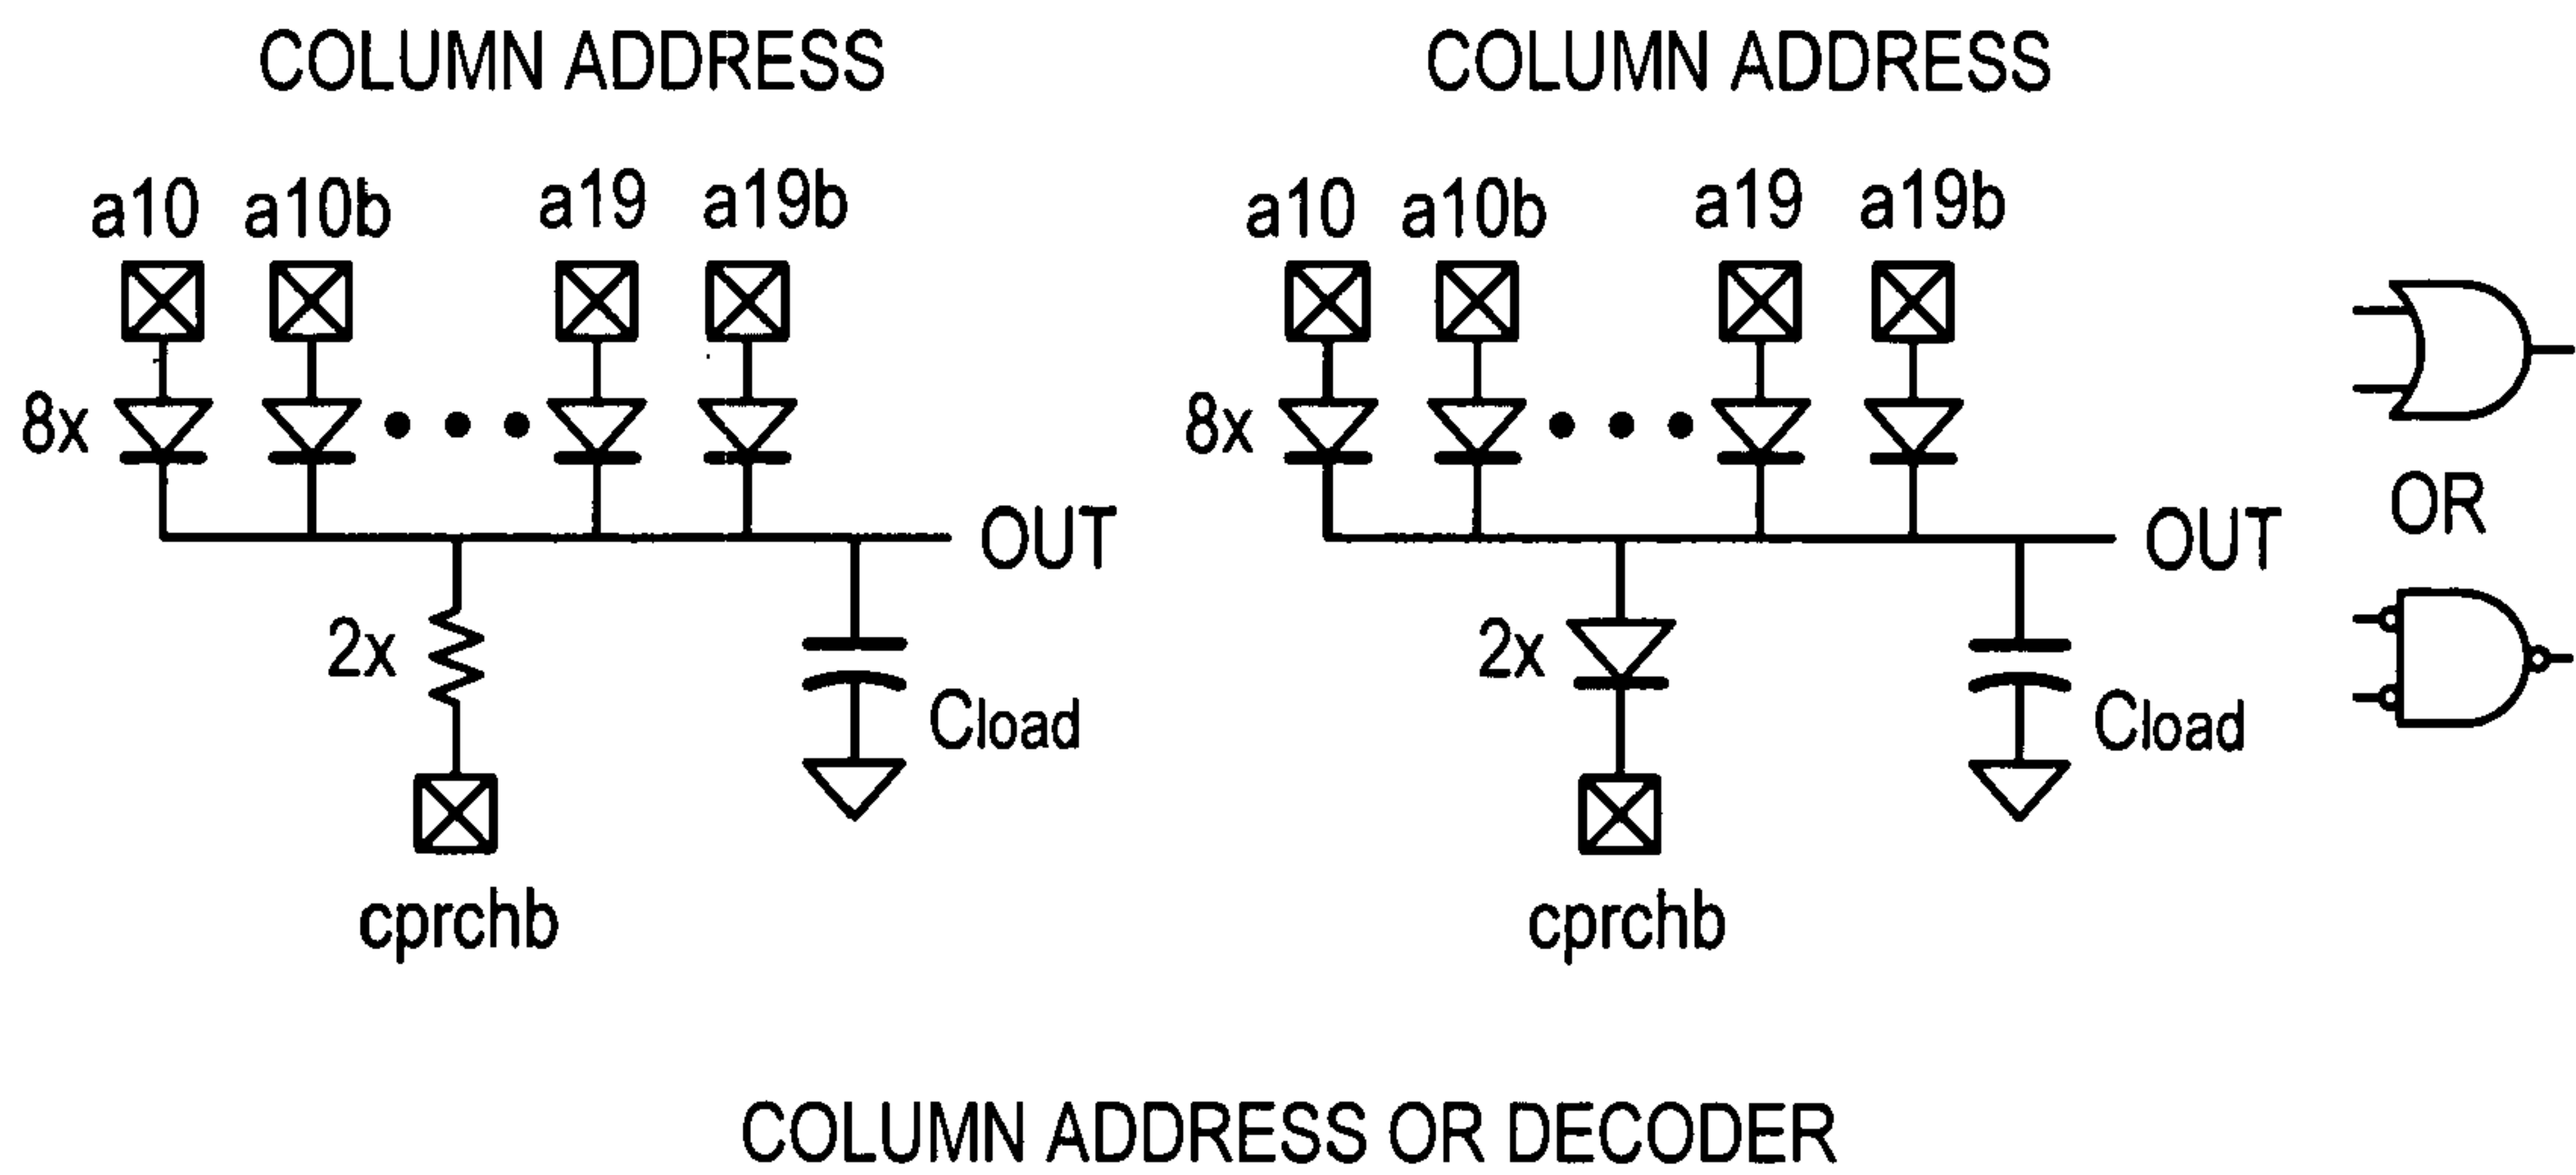 COLUMN ADDRESS
a10 a10b a19 a19b
8x
OUT
2x
Cload
cprchb
COLUMN ADDRESS
a10 a10b a19 a19b
8x
OUT
2x
Cload
cprchb
OR
COLUMN ADDRESS OR DECODER